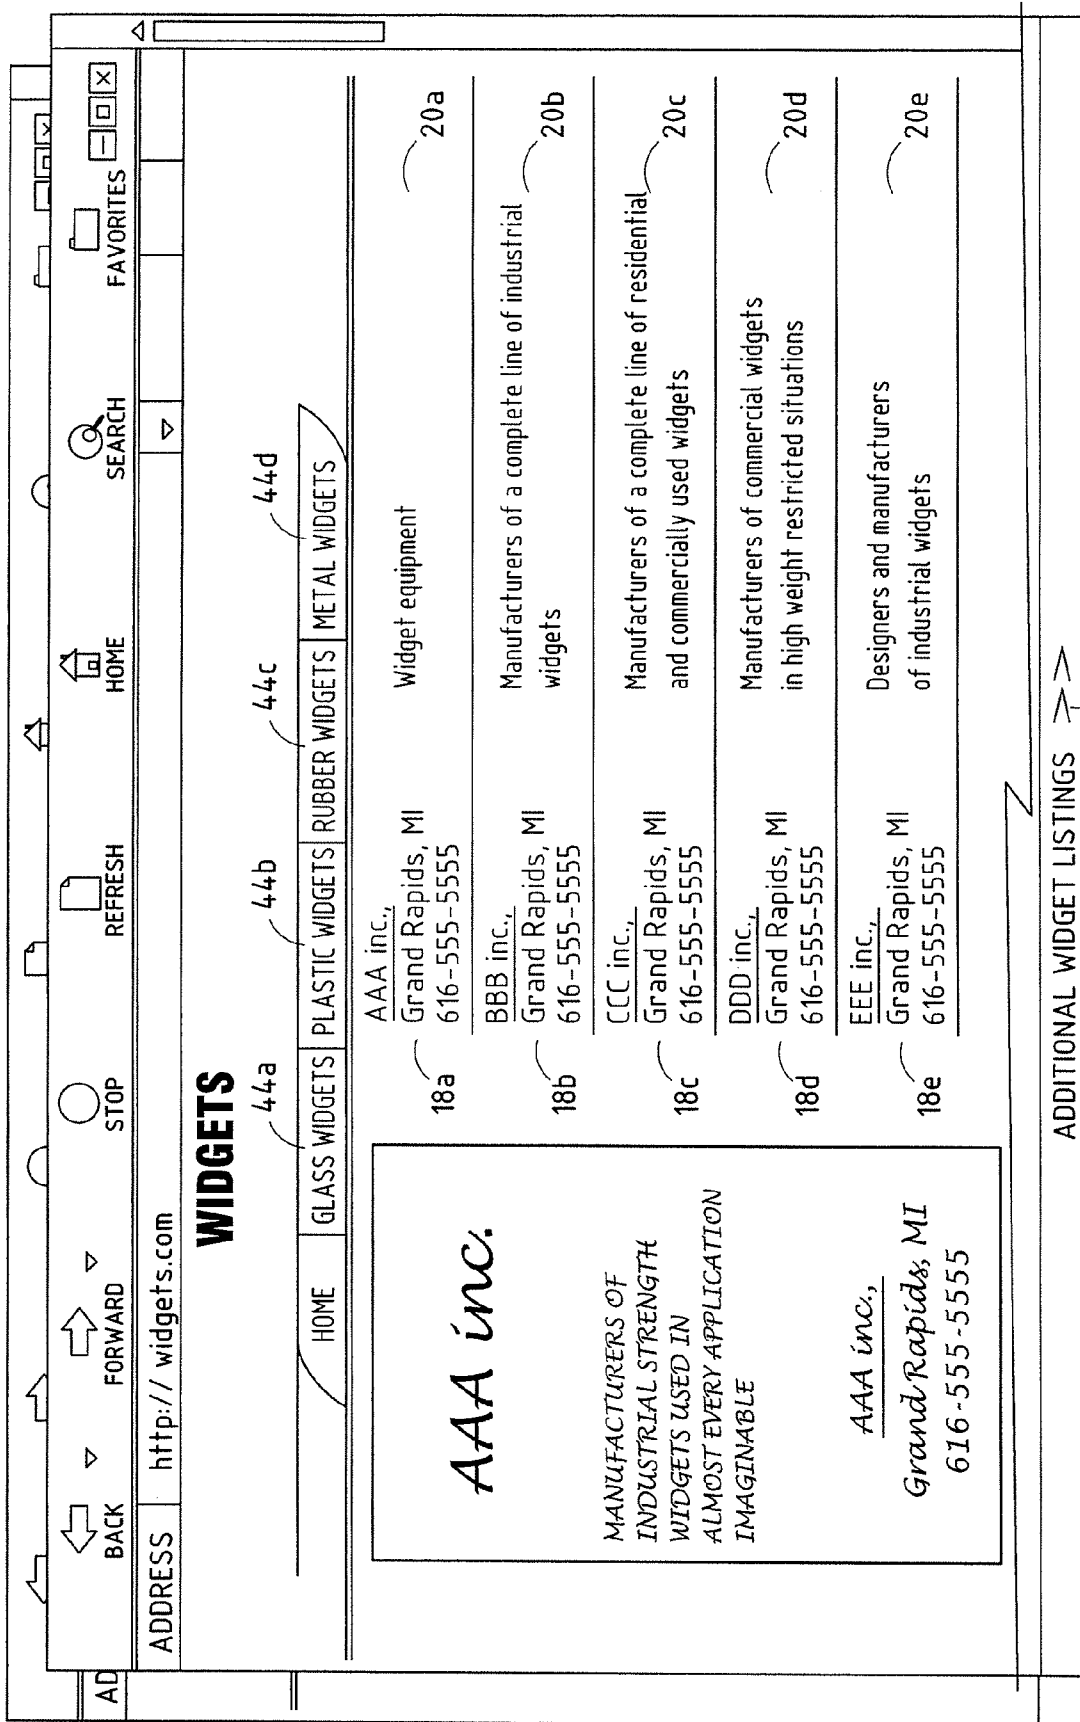 BACK FORWARD STOP REFRESH HOME SEARCH FAVORITES
AD
ADDRESS http:// widgets.com
WIDGETS
44a 44b 44c 44d
HOME GLASS WIDGETS PLASTIC WIDGETS RUBBER WIDGETS METAL WIDGETS
AAA inc.
MANUFACTURERS OF
INDUSTRIAL STRENGTH
WIDGETS USED IN
ALMOST EVERY APPLICATION
IMAGINABLE
AAA inc.,
Grand Rapids, MI
616-555-5555
18a
AAA inc.,
Grand Rapids, MI
616-555-5555
Widget equipment
20a
18b
BBB inc.,
Grand Rapids, MI
616-555-5555
Manufacturers of a complete line of industrial
widgets
20b
18c
CCC inc.,
Grand Rapids, MI
616-555-5555
Manufacturers of a complete line of residential
and commercially used widgets
20c
18d
DDD inc.,
Grand Rapids, MI
616-555-5555
Manufacturers of commercial widgets
in high weight restricted situations
20d
18e
EEE inc.,
Grand Rapids, MI
616-555-5555
Designers and manufacturers
of industrial widgets
20e
ADDITIONAL WIDGET LISTINGS >>